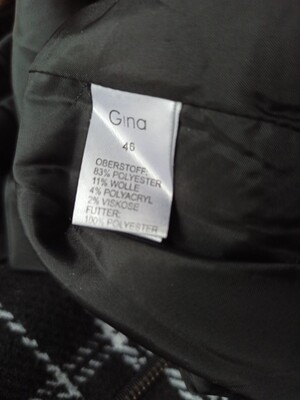 Gina
46
OBERSTOFF:
83% POLYESTER
11% WOLLE
4% POLYACRYL
2% VISKOSE
FUTTER:
100% POLYESTER